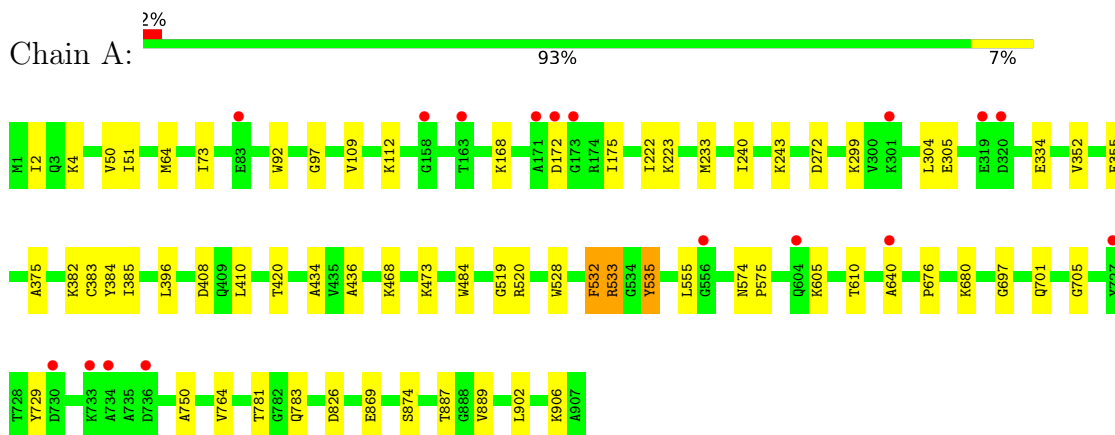 2%
Chain A:
93% 7%
M1 I2 Q3 K4 V50 I51 M64 I73 E83 W92 G97 V109 K112 G158 T163 K168 A171 D172 G173 R174 I175 I222 K223 M233 I240 K243 D272 K299 V300 K301 L304 E305 E319 D320 E334 V352
A375 K382 C383 Y384 I385 L396 D408 Q409 L410 T420 A434 V435 A436 K468 K473 W484 G519 R520 W528 F532 R533 G534 Y535 L555 G556 N574 P575 Q604 K605 T610 A640 P676 K680 G697 Q701 G705
T728 Y729 D730 K733 A734 A735 D736 A750 V764 T781 G782 Q783 D826 E869 S874 T887 G888 V889 L902 K906 A907